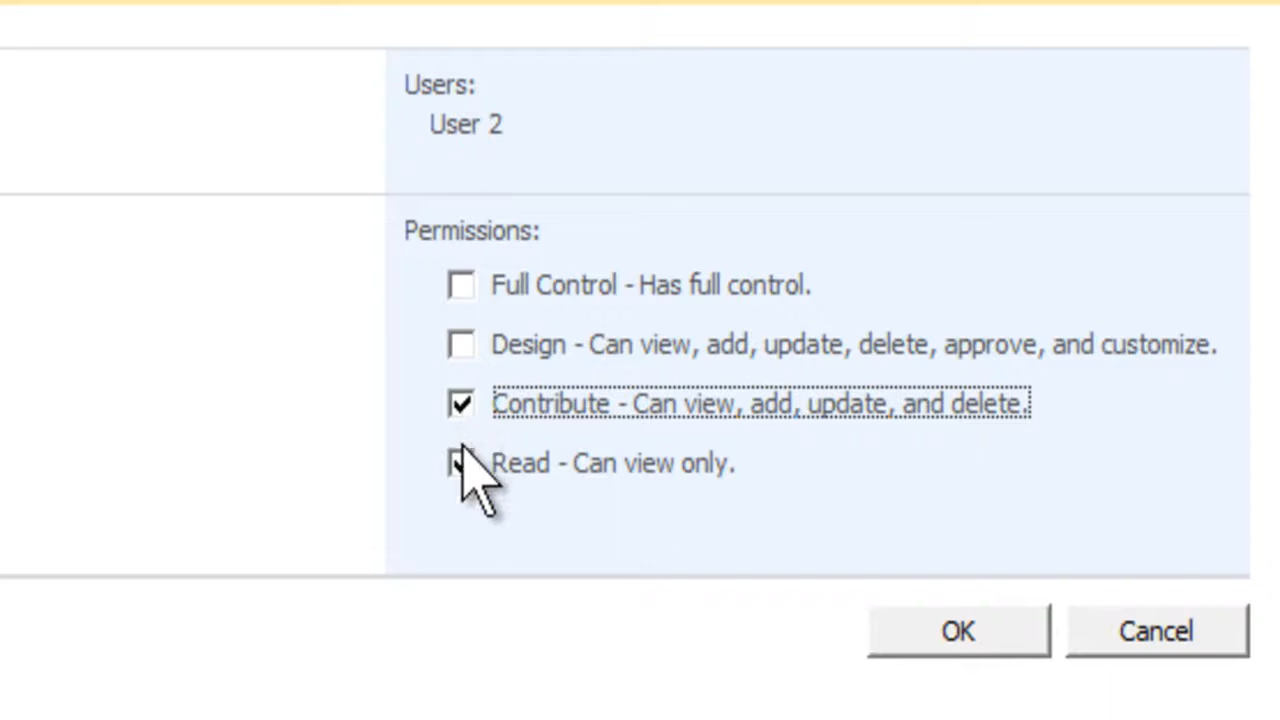 Users:
User 2
Permissions:
Full Control - Has full control.
Design - Can view, add, update, delete, approve, and customize.
Contribute - Can view, add, update, and delete.
Read - Can view only.
OK
Cancel